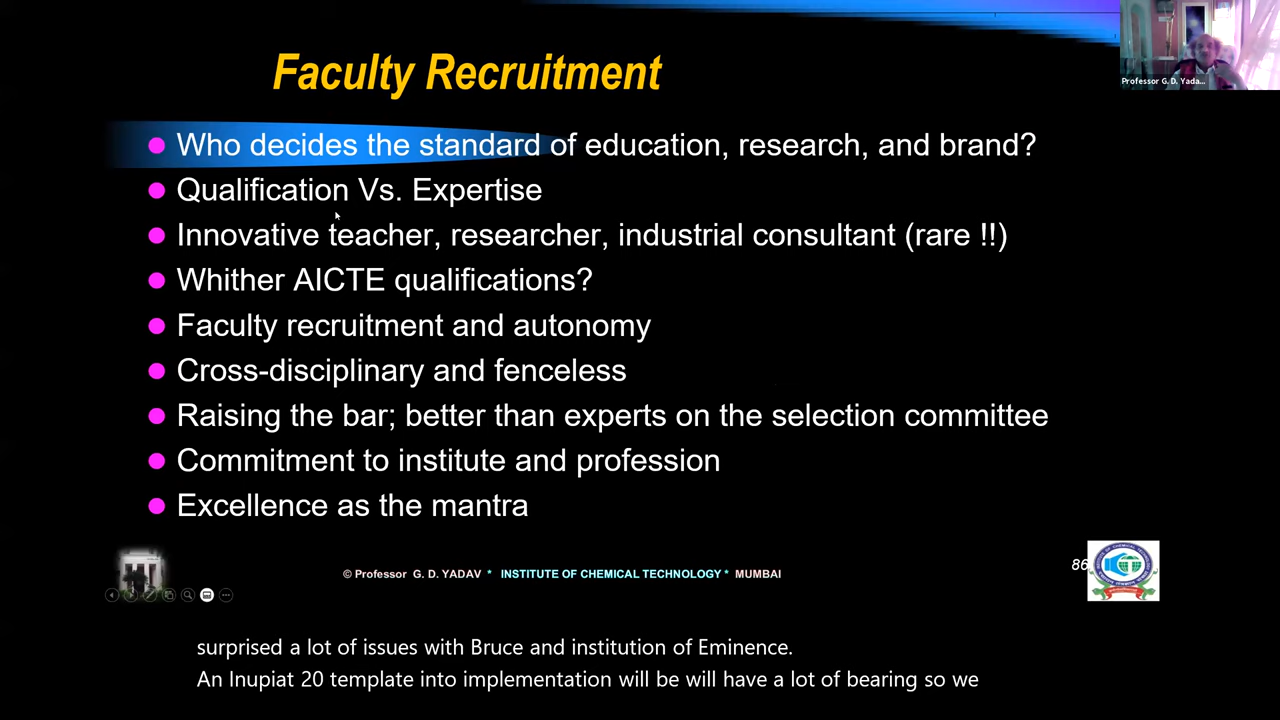 Faculty Recruitment
Professor G. D. Yada...
Who decides the standard of education, research, and brand?
Qualification Vs. Expertise
Innovative teacher, researcher, industrial consultant (rare !!)
Whither AICTE qualifications?
Faculty recruitment and autonomy
Cross-disciplinary and fenceless
Raising the bar; better than experts on the selection committee
Commitment to institute and profession
Excellence as the mantra
© Professor G. D. YADAV * INSTITUTE OF CHEMICAL TECHNOLOGY * MUMBAI
86
surprised a lot of issues with Bruce and institution of Eminence.
An Inupiat 20 template into implementation will be will have a lot of bearing so we